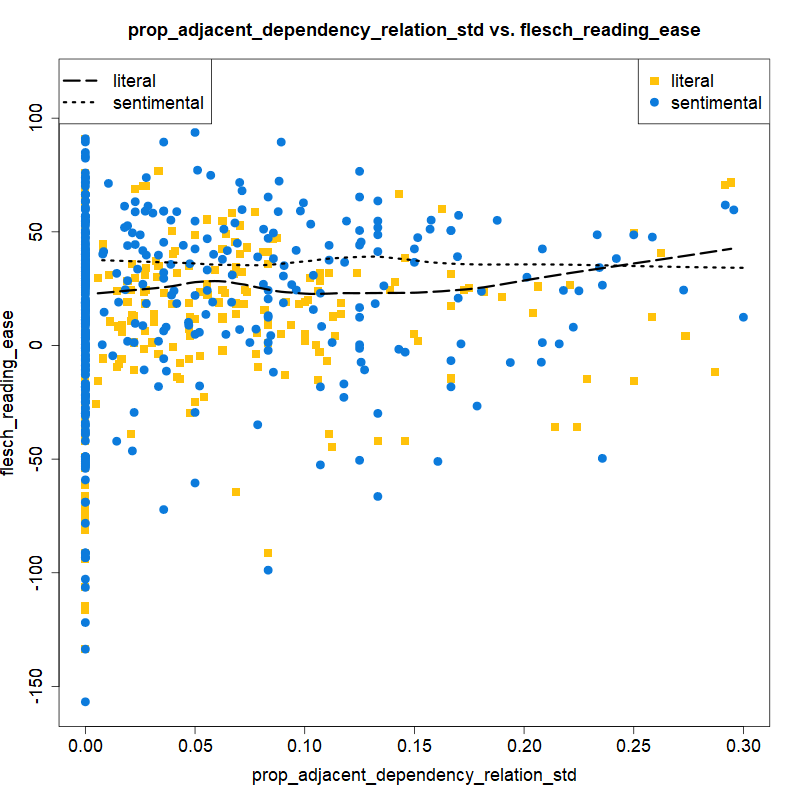 prop_adjacent_dependency_relation_std vs. flesch_reading_ease
literal
sentimental
literal
sentimental
flesch_reading_ease
100
50
0
-50
-100
-150
0.00 0.05 0.10 0.15 0.20 0.25 0.30
prop_adjacent_dependency_relation_std